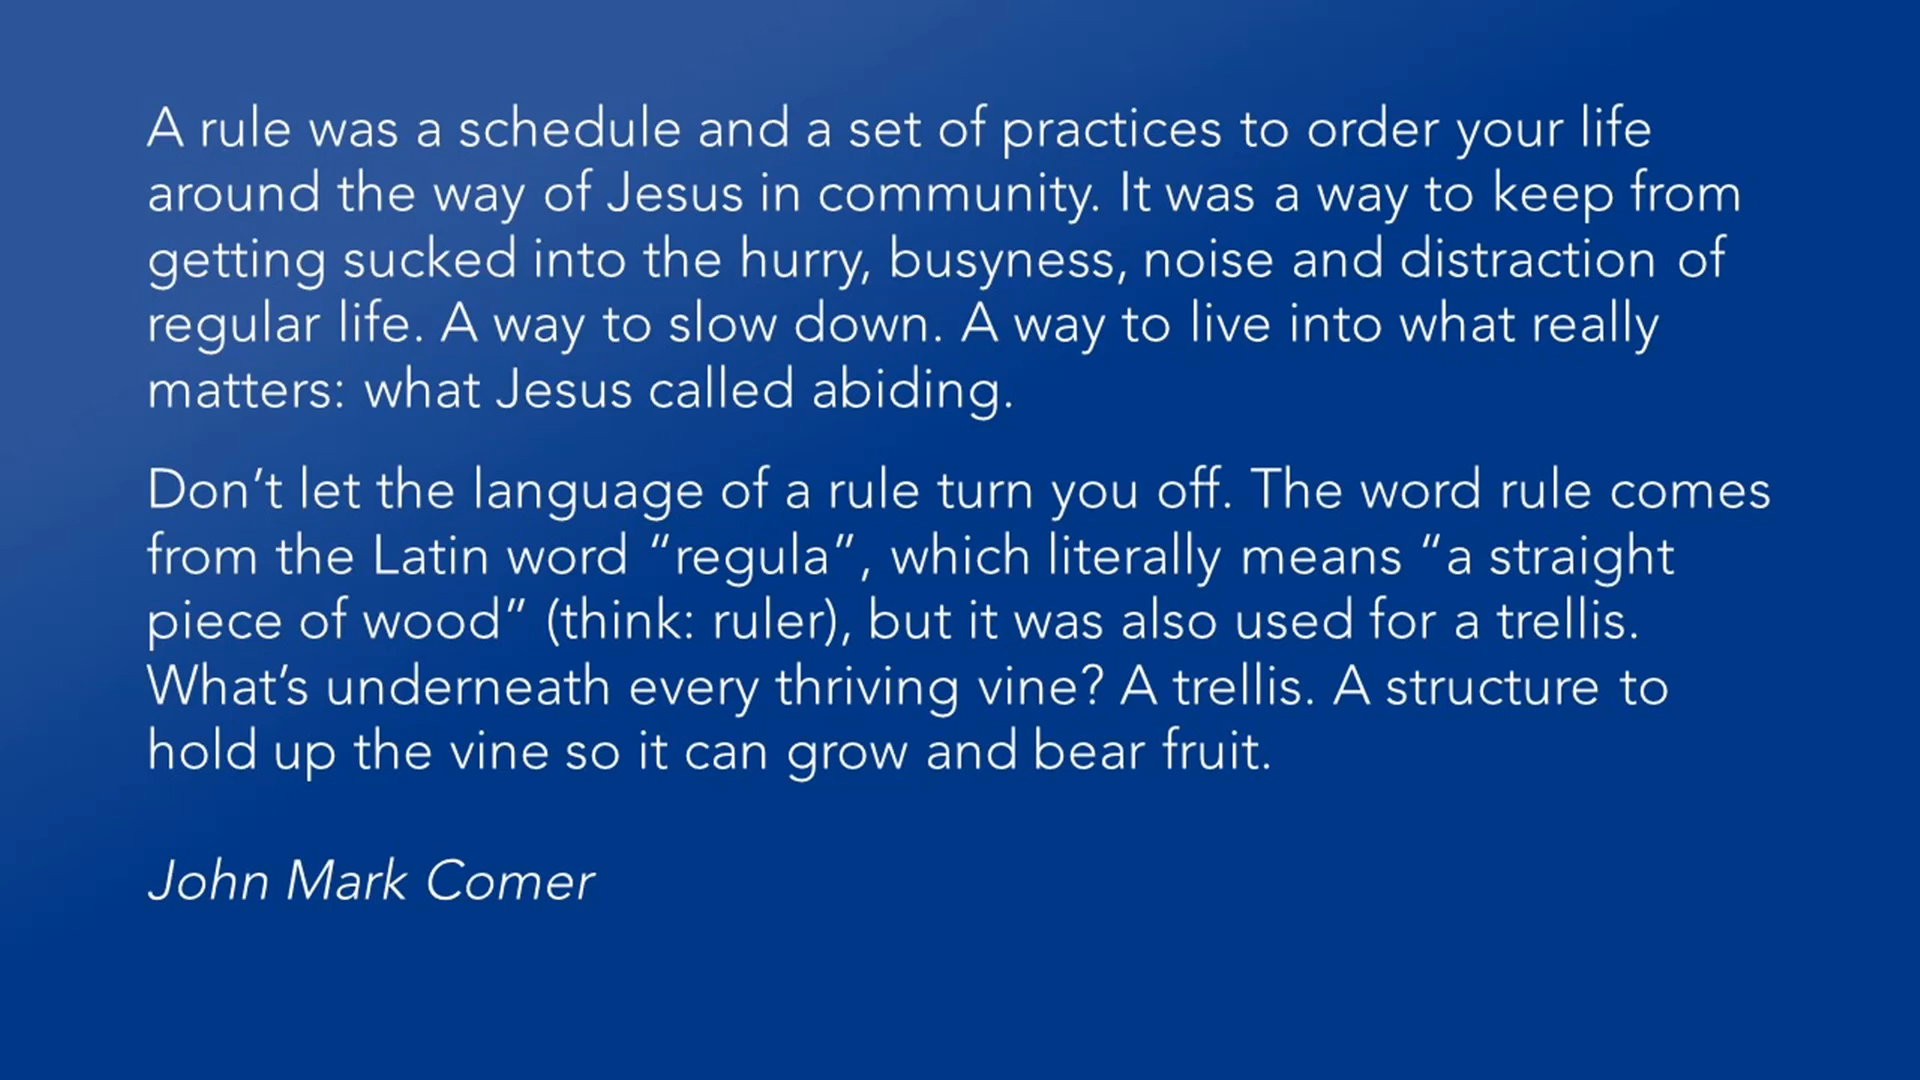 A rule was a schedule and a set of practices to order your life
around the way of Jesus in community. It was a way to keep from
getting sucked into the hurry, busyness, noise and distraction of
regular life. A way to slow down. A way to live into what really
matters: what Jesus called abiding.
Don’t let the language of a rule turn you off. The word rule comes
from the Latin word “regula”, which literally means “a straight
piece of wood” (think: ruler), but it was also used for a trellis.
What’s underneath every thriving vine? A trellis. A structure to
hold up the vine so it can grow and bear fruit.
John Mark Comer